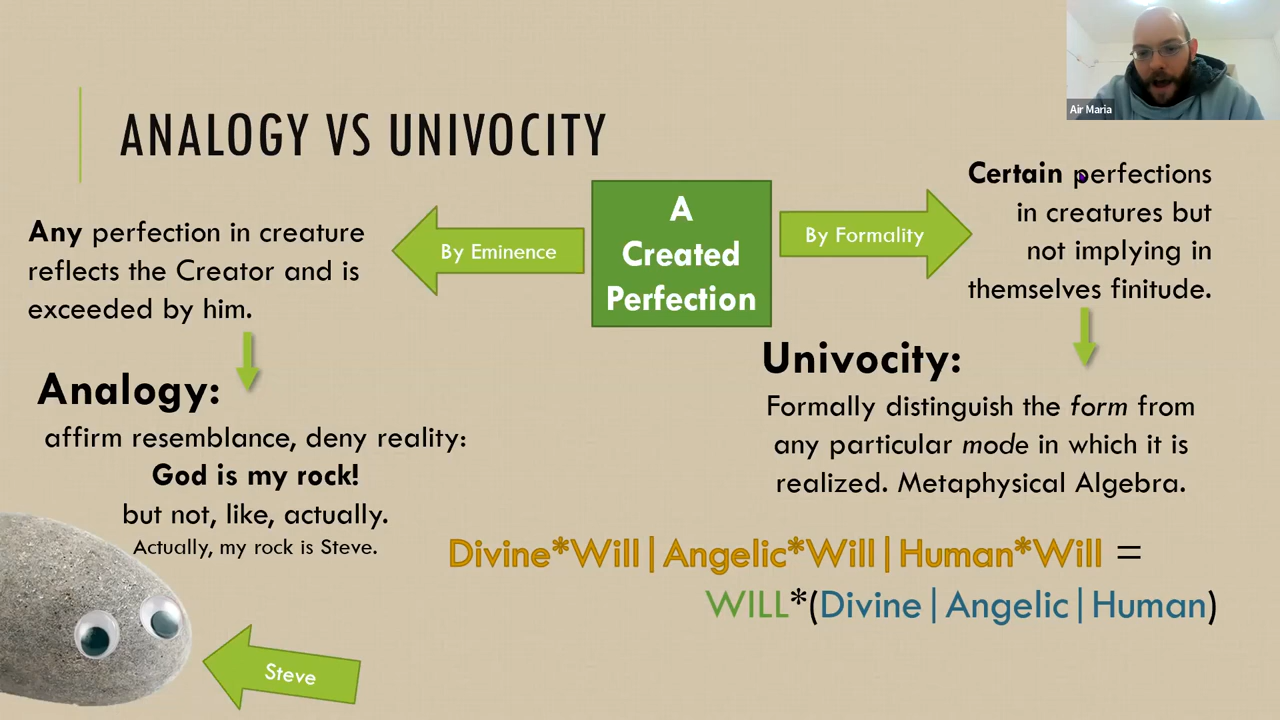 Air Maria
ANALOGY VS UNIVOCITY
Any perfection in creature
reflects the Creator and is
exceeded by him.
By Eminence
A
Created
Perfection
By Formality
Certain perfections
in creatures but
not implying in
themselves finitude.
Analogy:
affirm resemblance, deny reality:
God is my rock!
but not, like, actually.
Actually, my rock is Steve.
Univocity:
Formally distinguish the form from
any particular mode in which it is
realized. Metaphysical Algebra.
Divine*Will|Angelic*Will|Human*Will =
WILL*(Divine|Angelic|Human)
Steve